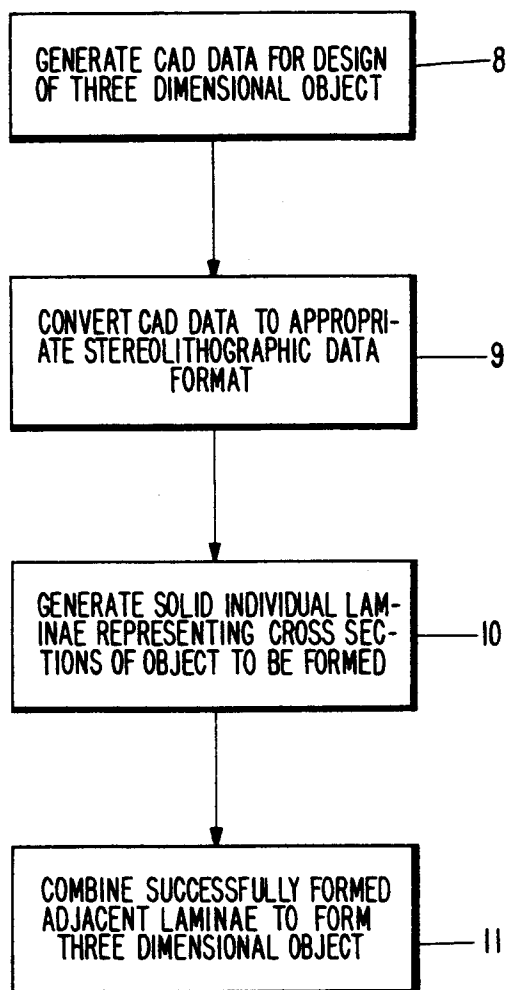 GENERATE CAD DATA FOR DESIGN
OF THREE DIMENSIONAL OBJECT
8
CONVERT CAD DATA TO APPROPRI-
ATE STEREOLITHOGRAPHIC DATA
FORMAT
9
GENERATE SOLID INDIVIDUAL LAM-
INAE REPRESENTING CROSS SEC-
TIONS OF OBJECT TO BE FORMED
10
COMBINE SUCCESSFULLY FORMED
ADJACENT LAMINAE TO FORM
THREE DIMENSIONAL OBJECT
11